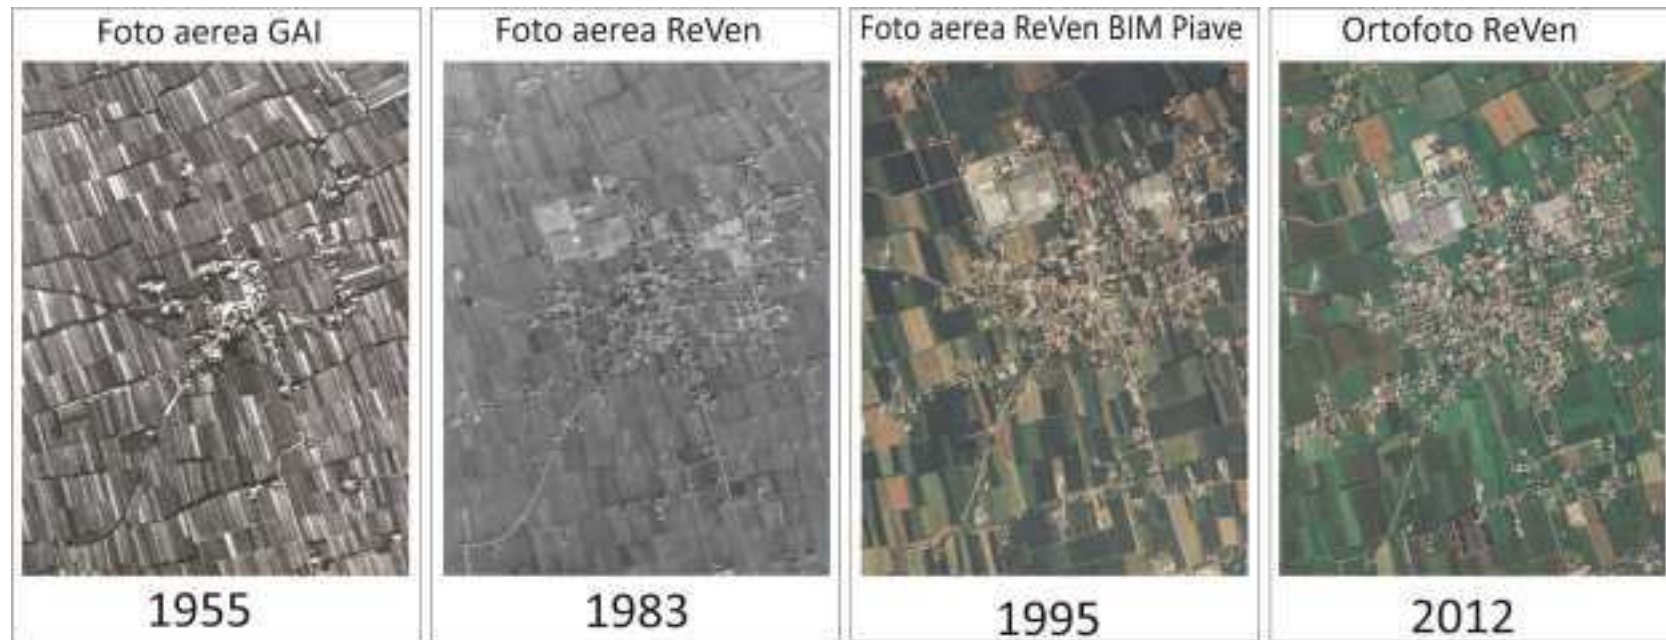 Foto aerea GAI
1955
Foto aerea ReVen
1983
Foto aerea ReVen BIM Piave
1995
Ortofoto ReVen
2012